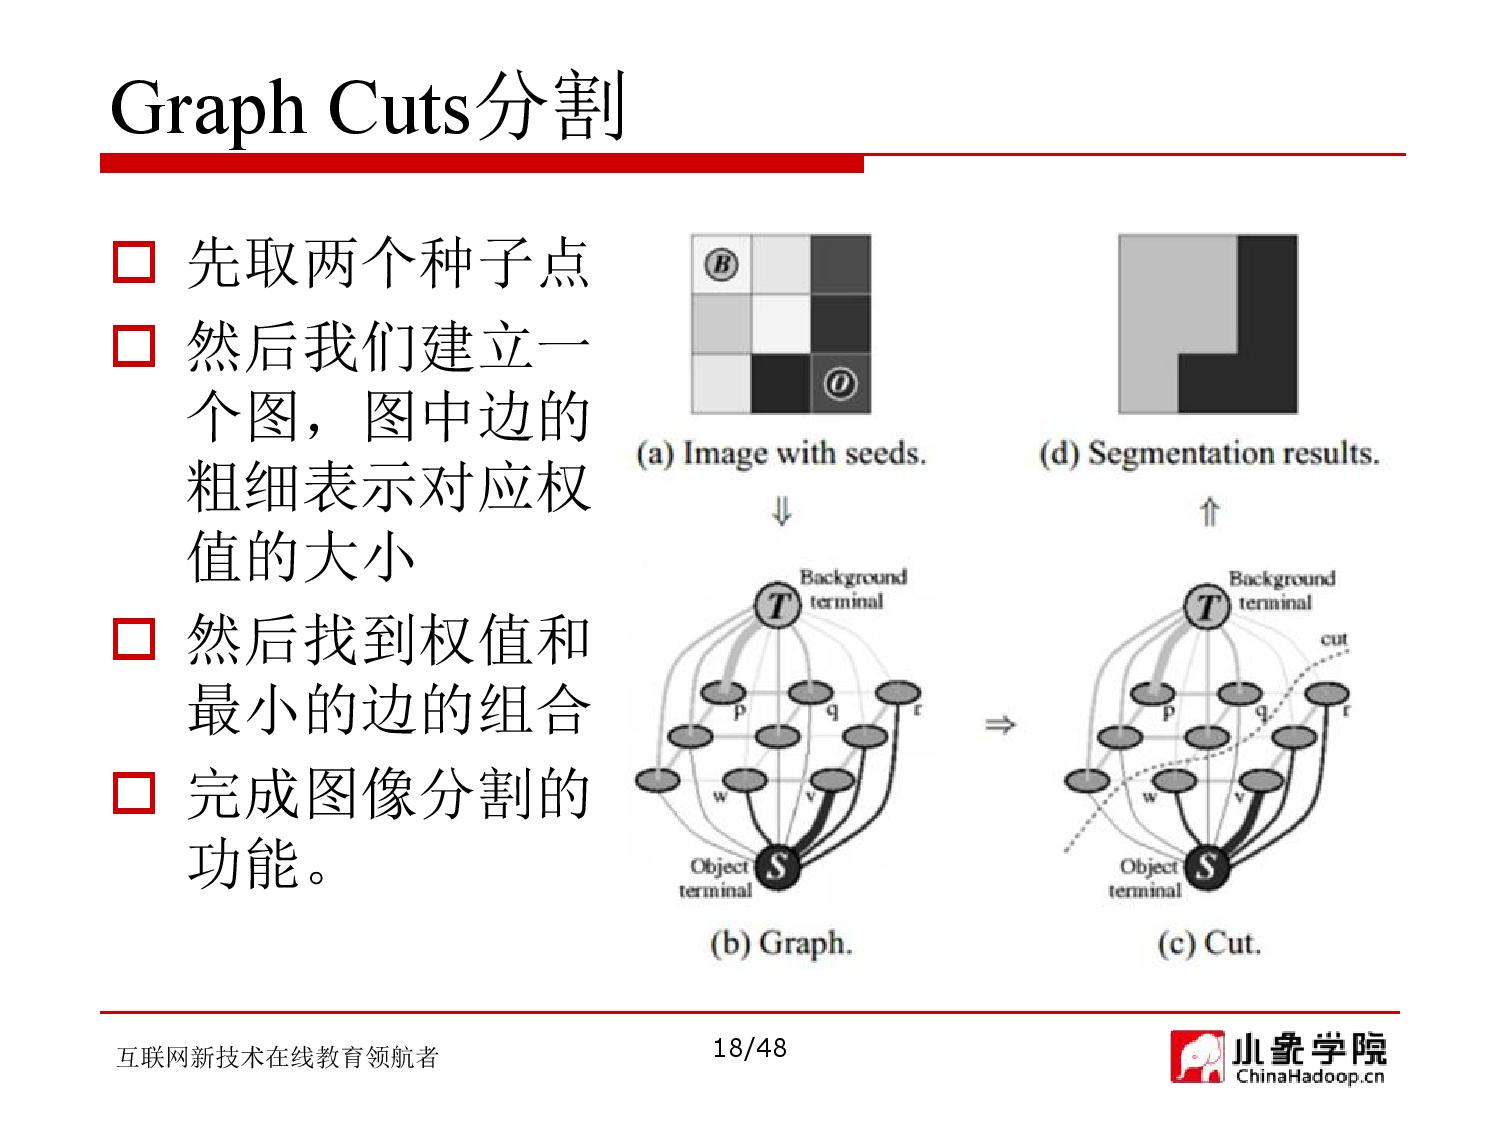 Graph Cuts分割
先取两个种子点
然后我们建立一
个图，图中边的
粗细表示对应权
值的大小
然后找到权值和
最小的边的组合
完成图像分割的
功能。
B
O
(a) Image with seeds.
(d) Segmentation results.
⇓
⇑
Background
terminal
T
p
q
r
w
v
Object
terminal
S
(b) Graph.
⇒
Background
terminal
T
cut
p
q
r
w
v
Object
terminal
S
(c) Cut.
互联网新技术在线教育领航者
18/48
小象学院
ChinaHadoop.cn